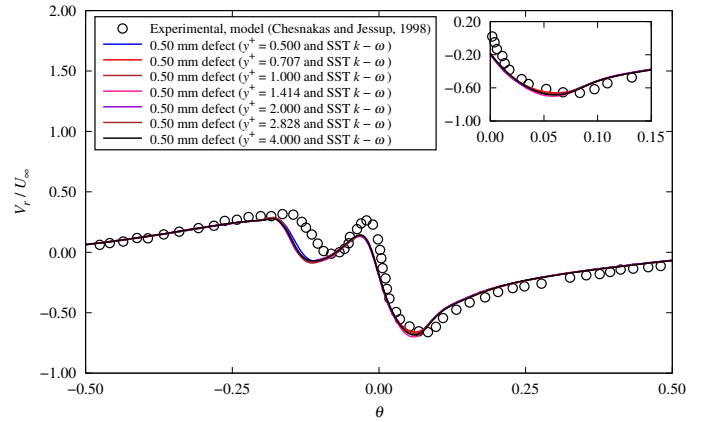 2.00
1.50
1.00
0.50
0.00
−0.50
−1.00
V_r / U_∞
Experimental, model (Chesnakas and Jessup, 1998)
0.50 mm defect (y⁺ = 0.500 and SST k − ω )
0.50 mm defect (y⁺ = 0.707 and SST k − ω )
0.50 mm defect (y⁺ = 1.000 and SST k − ω )
0.50 mm defect (y⁺ = 1.414 and SST k − ω )
0.50 mm defect (y⁺ = 2.000 and SST k − ω )
0.50 mm defect (y⁺ = 2.828 and SST k − ω )
0.50 mm defect (y⁺ = 4.000 and SST k − ω )
0.20
−0.20
−0.60
−1.00
0.00 0.05 0.10 0.15
−0.50 −0.25 0.00 0.25 0.50
θ